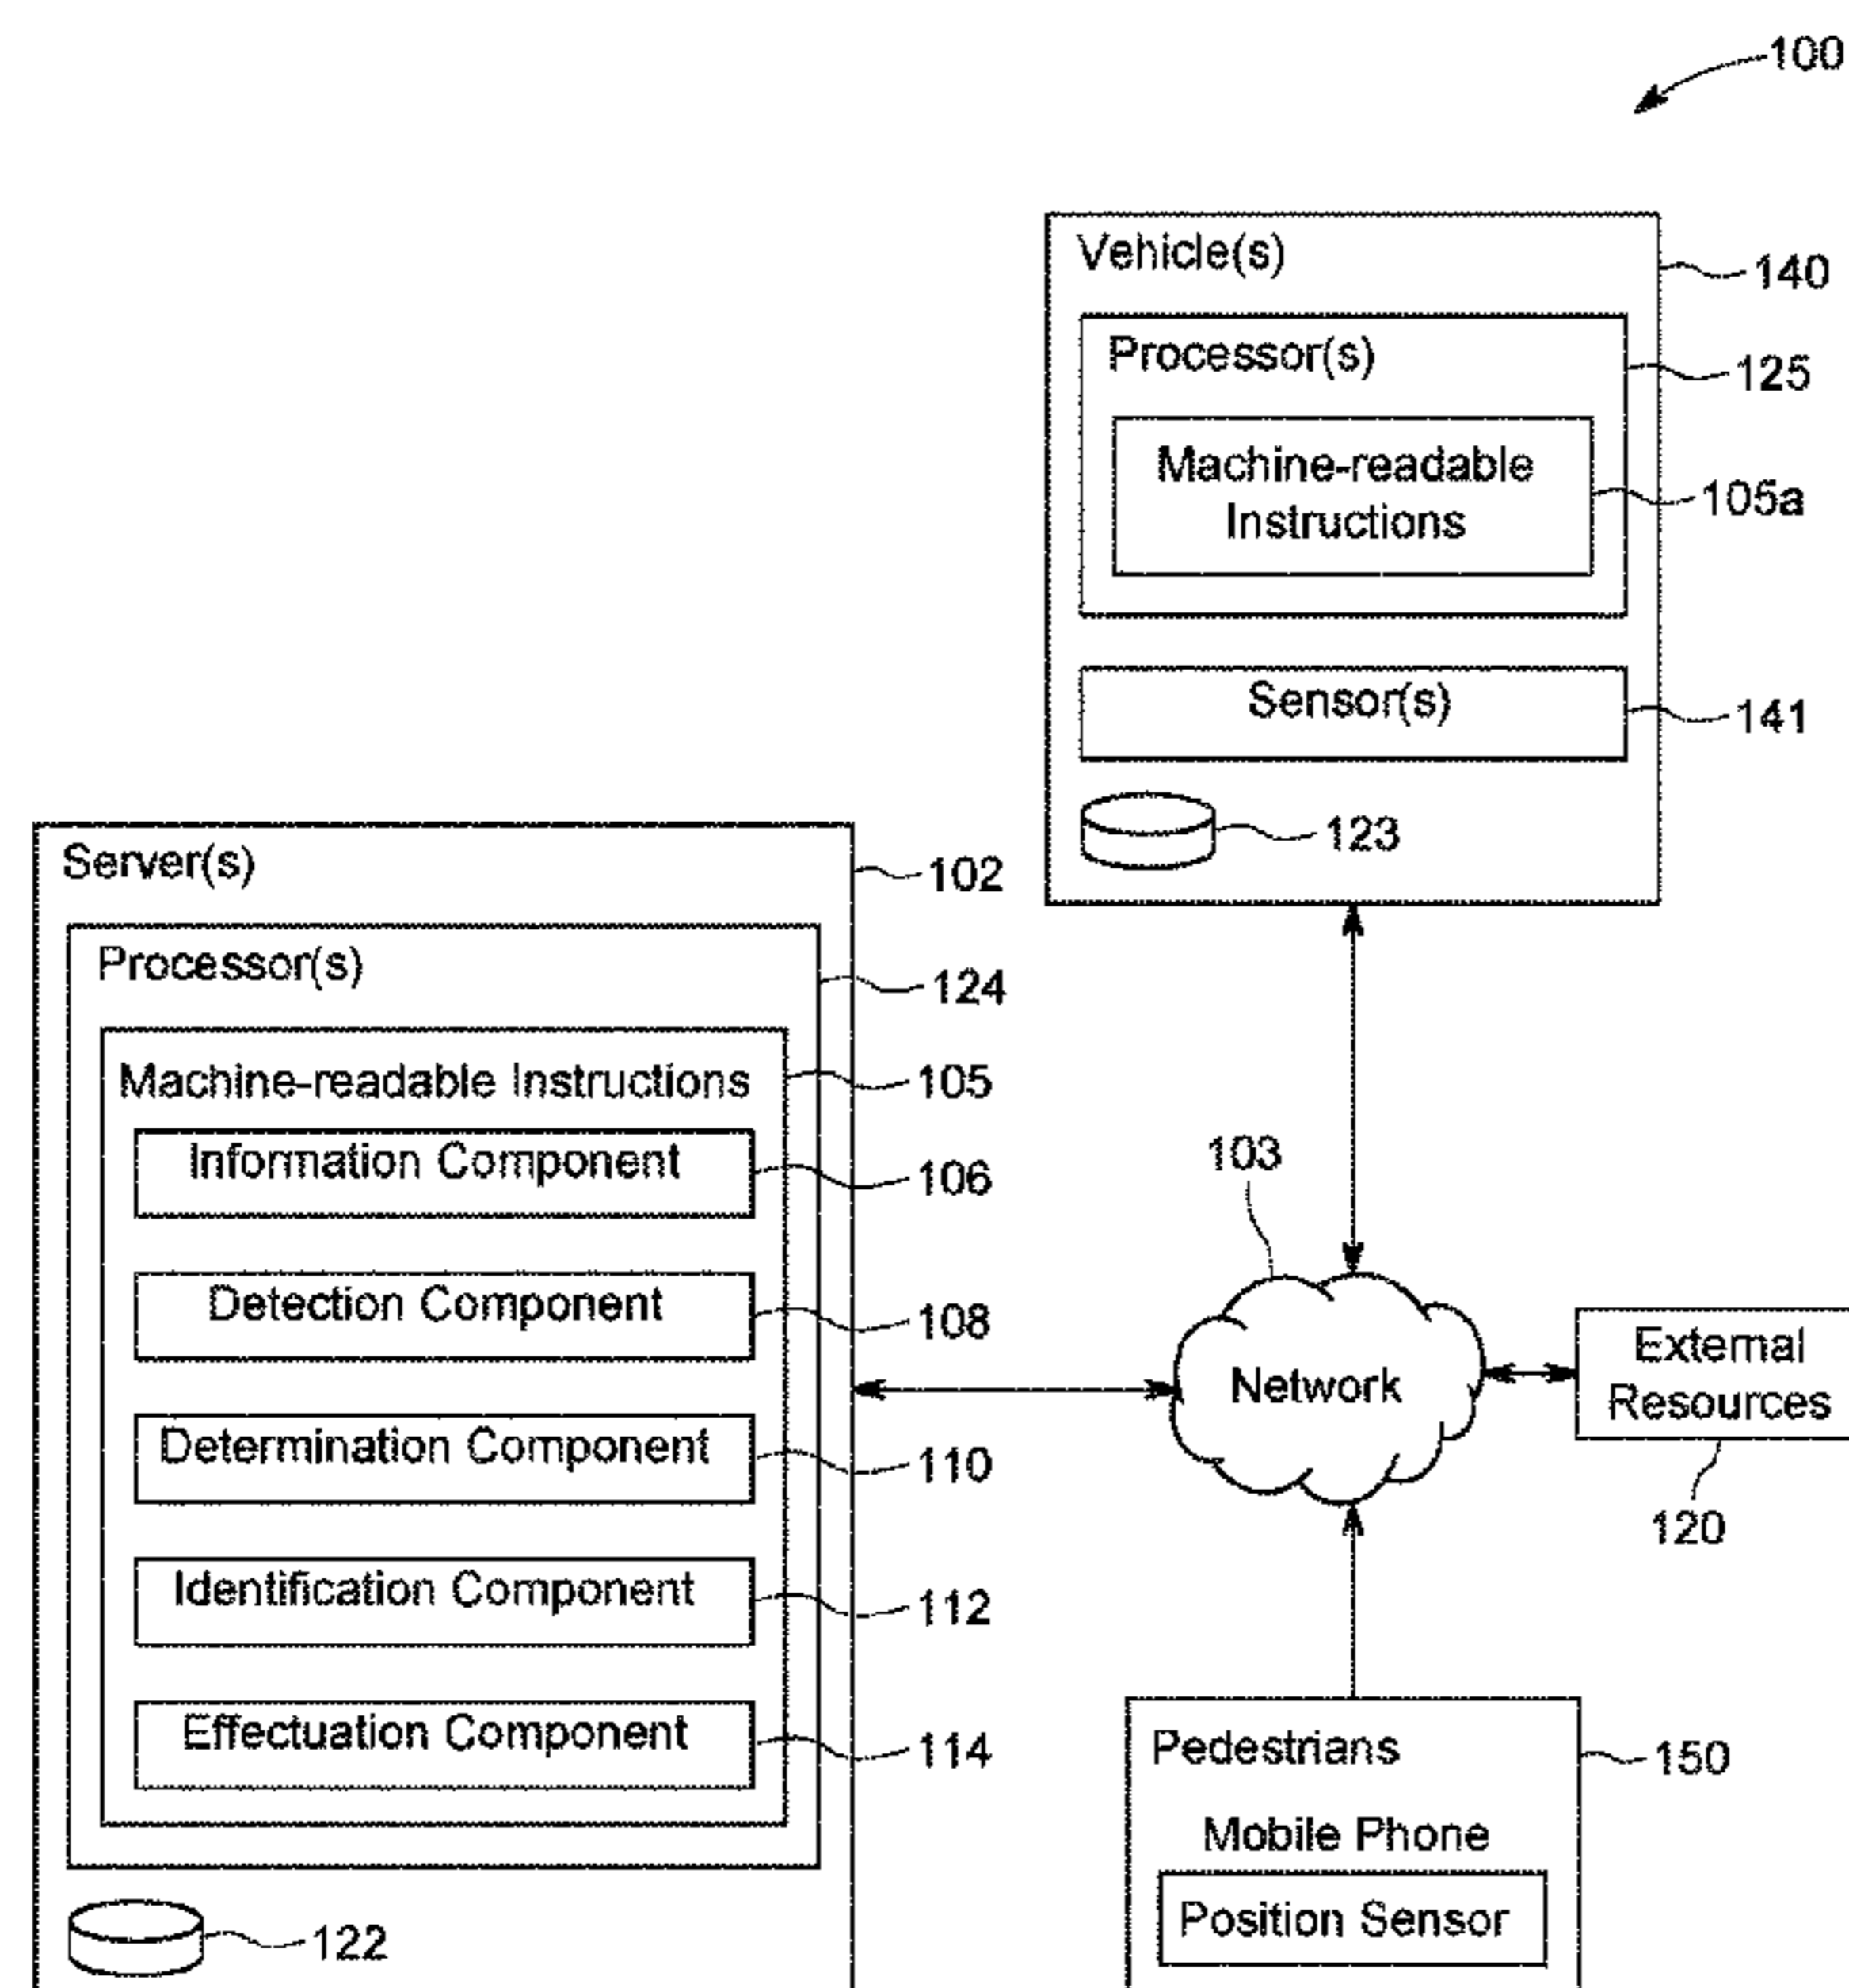 100
Vehicle(s)
140
Processor(s)
125
Machine-readable
Instructions
105a
Sensor(s)
141
123
Server(s)
102
Processor(s)
124
Machine-readable Instructions
105
Information Component
106
Detection Component
108
Determination Component
110
Identification Component
112
Effectuation Component
114
122
103
Network
External
Resources
120
Pedestrians
150
Mobile Phone
Position Sensor